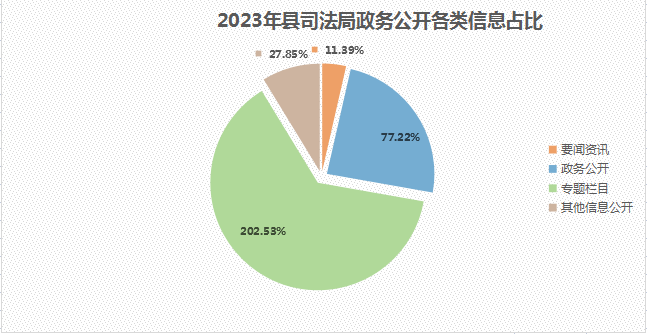 2023年县司法局政务公开各类信息占比
27.85%
11.39%
77.22%
202.53%
要闻资讯
政务公开
专题栏目
其他信息公开